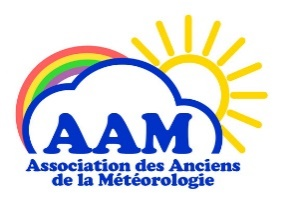 AAM
Association des Anciens
de la Météorologie